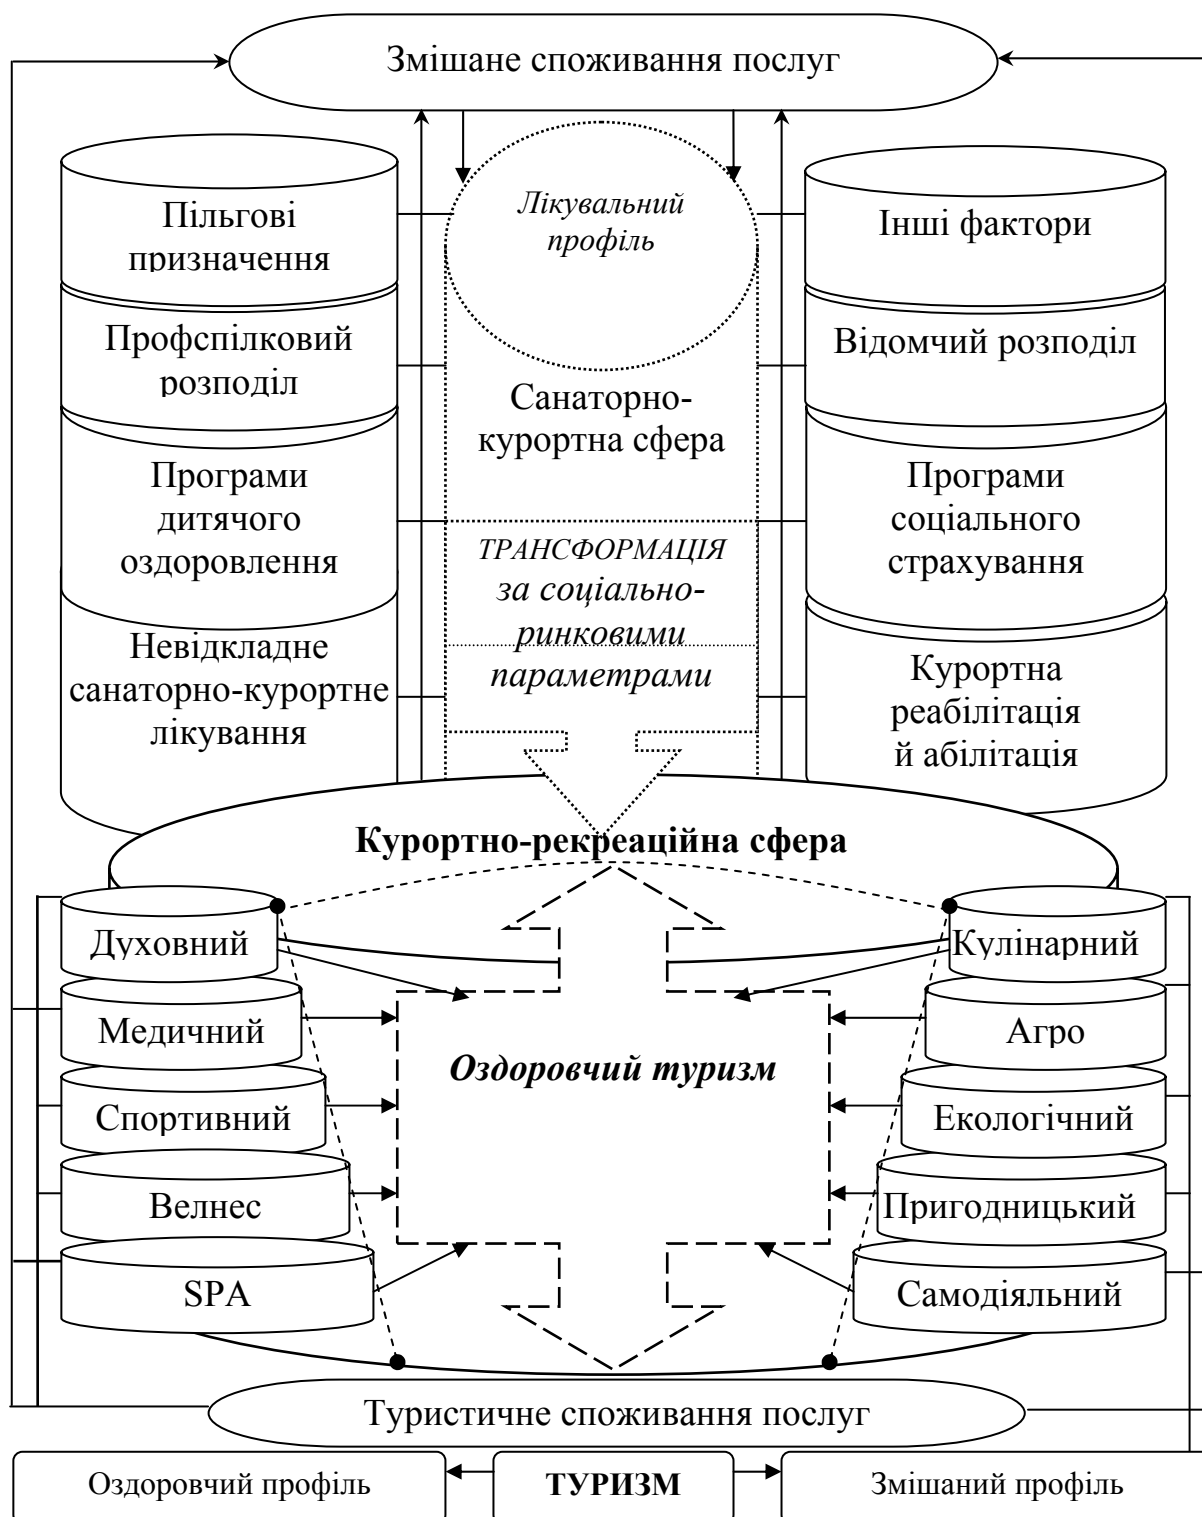 Змішане споживання послуг
Пільгові
призначення
Лікувальний
профіль
Інші фактори
Профспілковий
розподіл
Відомчий розподіл
Санаторно-
курортна сфера
Програми
дитячого
оздоровлення
Програми
соціального
страхування
ТРАНСФОРМАЦІЯ
за соціально-
ринковими
параметрами
Невідкладне
санаторно-курортне
лікування
Курортна
реабілітація
й абілітація
Курортно-рекреаційна сфера
Духовний
Кулінарний
Медичний
Агро
Оздоровчий туризм
Спортивний
Екологічний
Велнес
Пригодницький
SPA
Самодіяльний
Туристичне споживання послуг
Оздоровчий профіль
ТУРИЗМ
Змішаний профіль